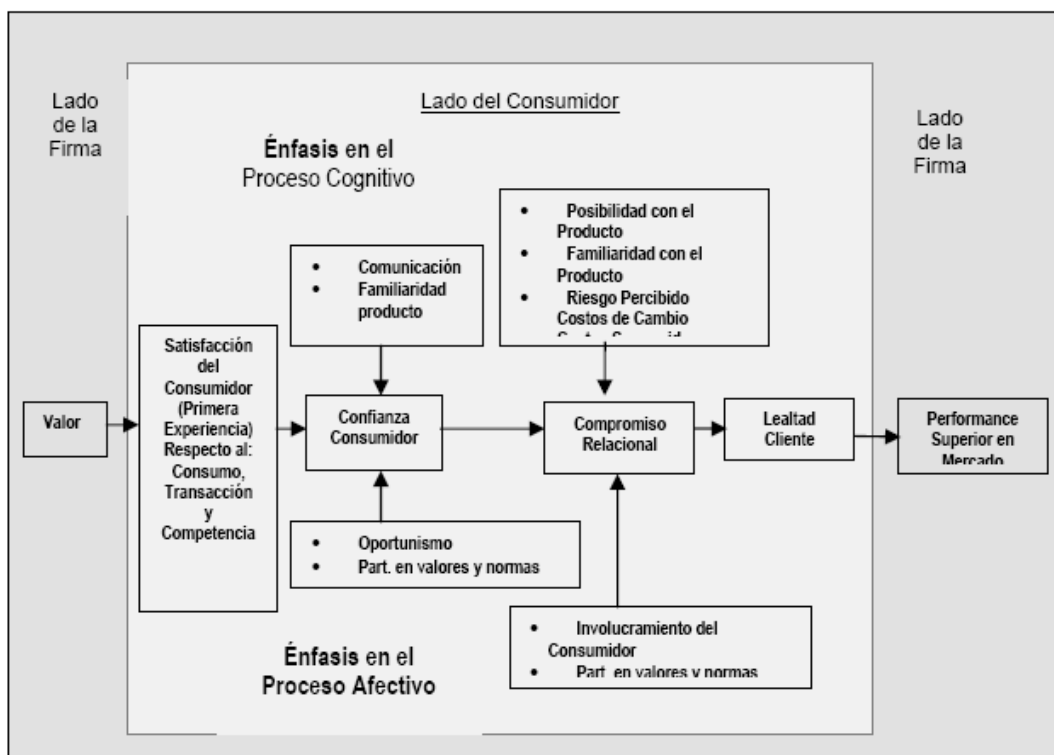 Lado
de la
Firma
Lado del Consumidor
Lado
de la
Firma
Énfasis en el
Proceso Cognitivo
• Posibilidad con el
Producto
• Familiaridad con el
Producto
• Riesgo Percibido
Costos de Cambio
• Comunicación
• Familiaridad
producto
Satisfacción
del
Consumidor
(Primera
Experiencia)
Respecto al:
Consumo,
Transacción
y
Competencia
Valor
Confianza
Consumidor
Compromiso
Relacional
Lealtad
Cliente
Performance
Superior en
Mercado
• Oportunismo
• Part. en valores y normas
• Involucramiento del
Consumidor
• Part. en valores y normas
Énfasis en el
Proceso Afectivo